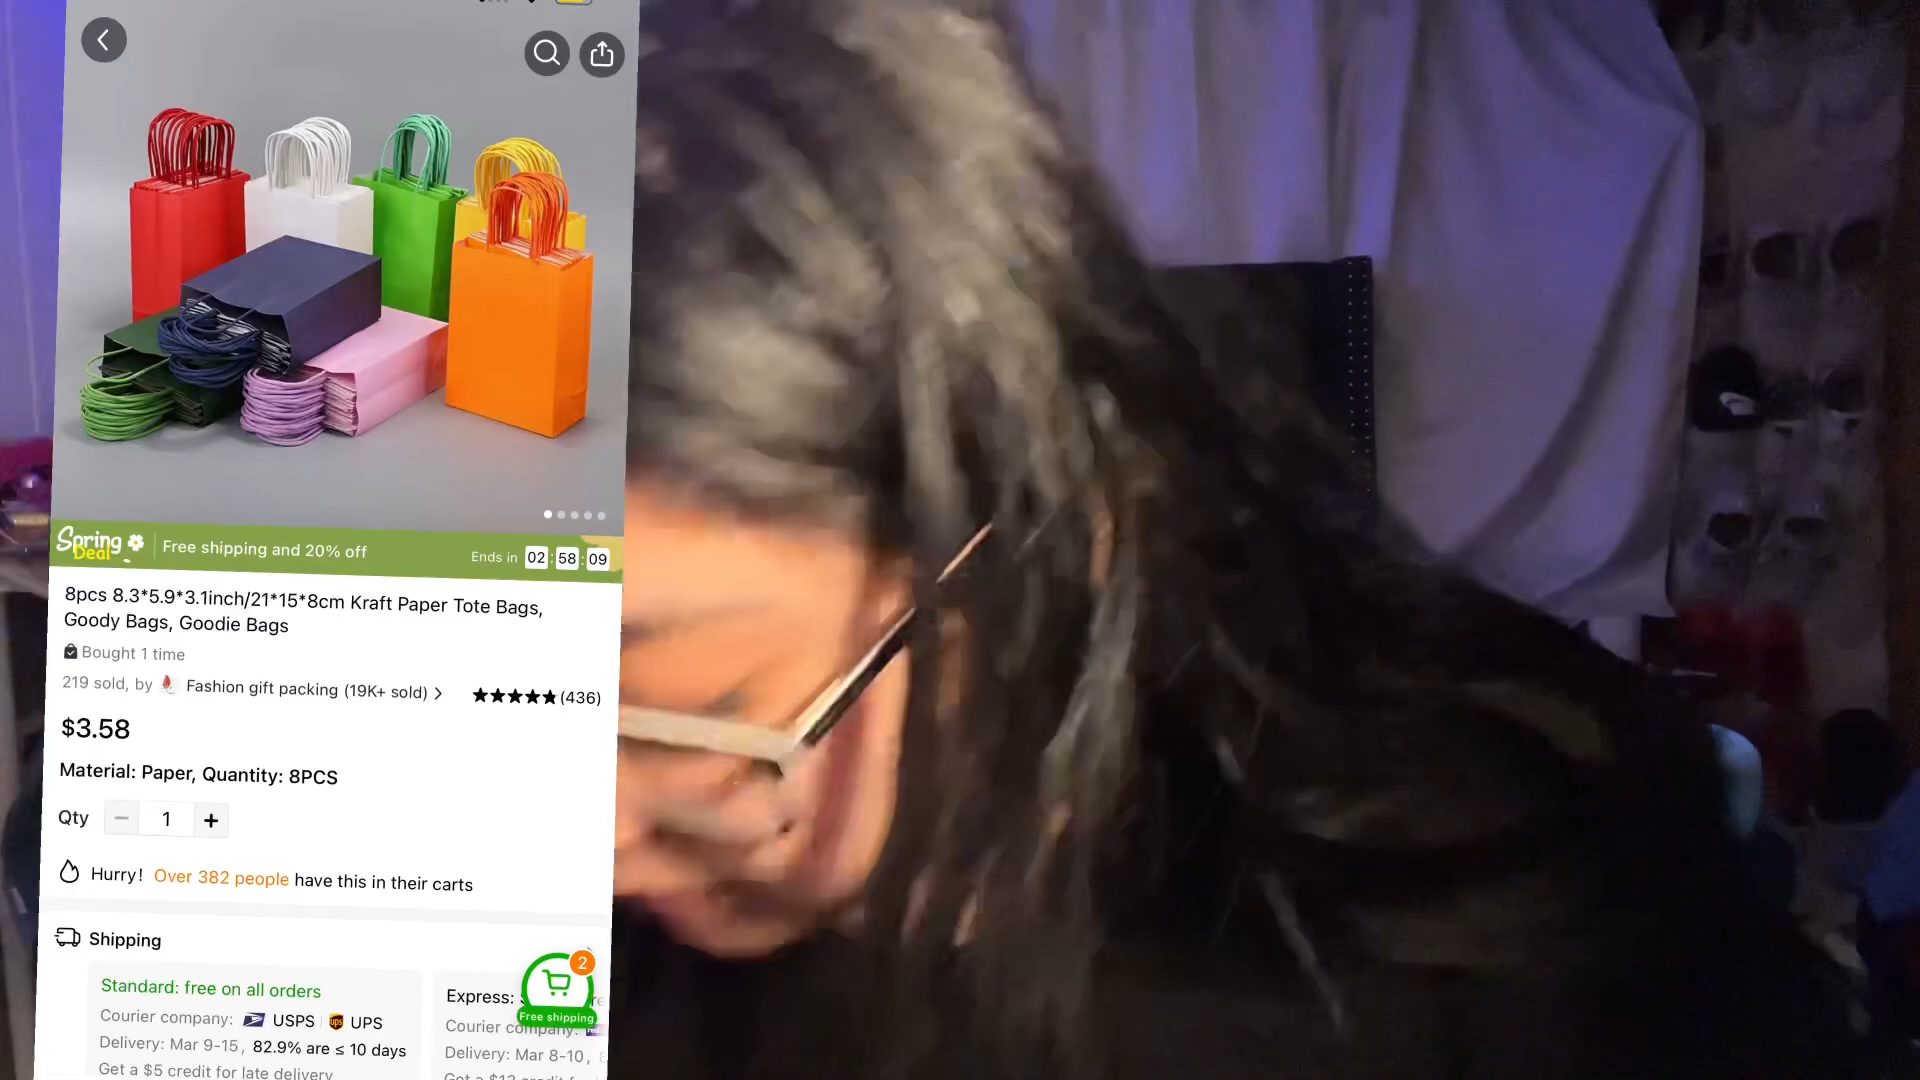 Spring Deal
Free shipping and 20% off
Ends in 02:58:09
8pcs 8.3*5.9*3.1inch/21*15*8cm Kraft Paper Tote Bags,
Goody Bags, Goodie Bags
Bought 1 time
219 sold, by Fashion gift packing (19K+ sold) (436)
$3.58
Material: Paper, Quantity: 8PCS
Qty − 1 +
Hurry! Over 382 people have this in their carts
Shipping
2
Free shipping
Standard: free on all orders
Courier company: USPS UPS
Delivery: Mar 9-15, 82.9% are ≤ 10 days
Get a $5 credit for late delivery
Express:
Courier company:
Delivery: Mar 8-10,